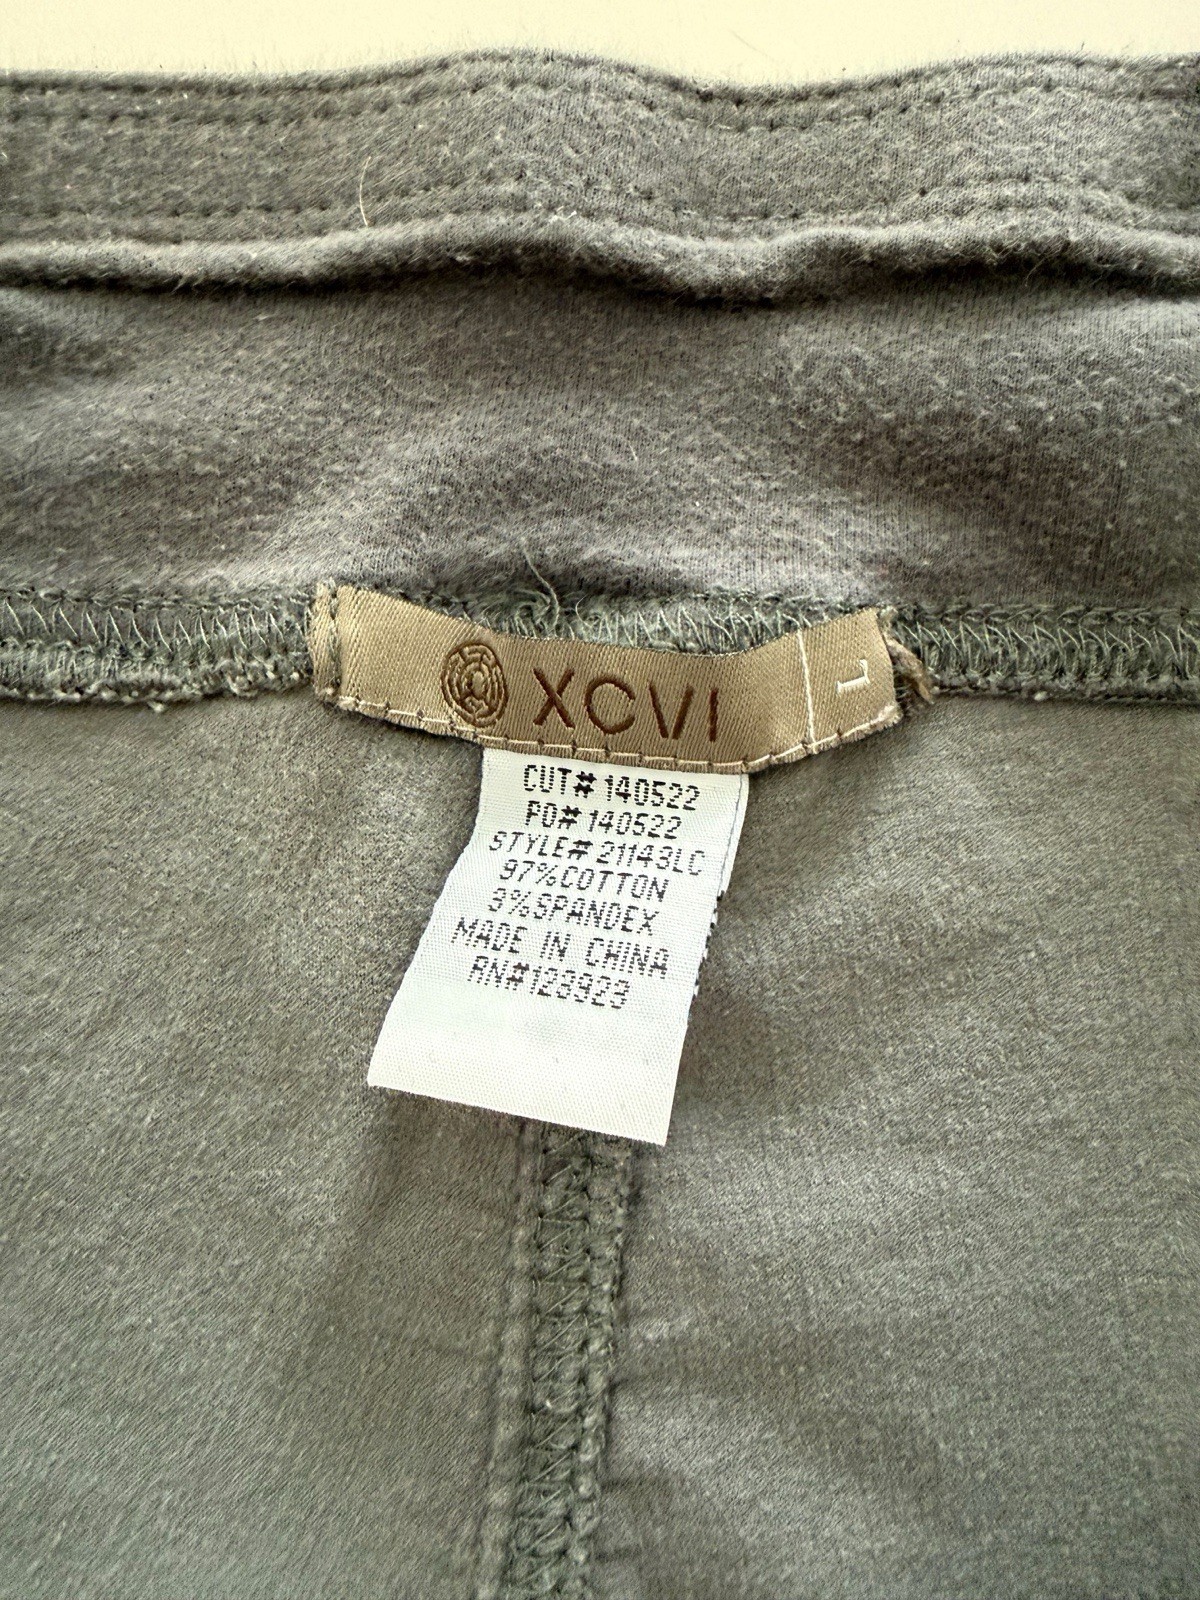 XCVI
L
CUT# 140522
PO# 140522
STYLE# 21143LC
97%COTTON
3%SPANDEX
MADE IN CHINA
RN#123923